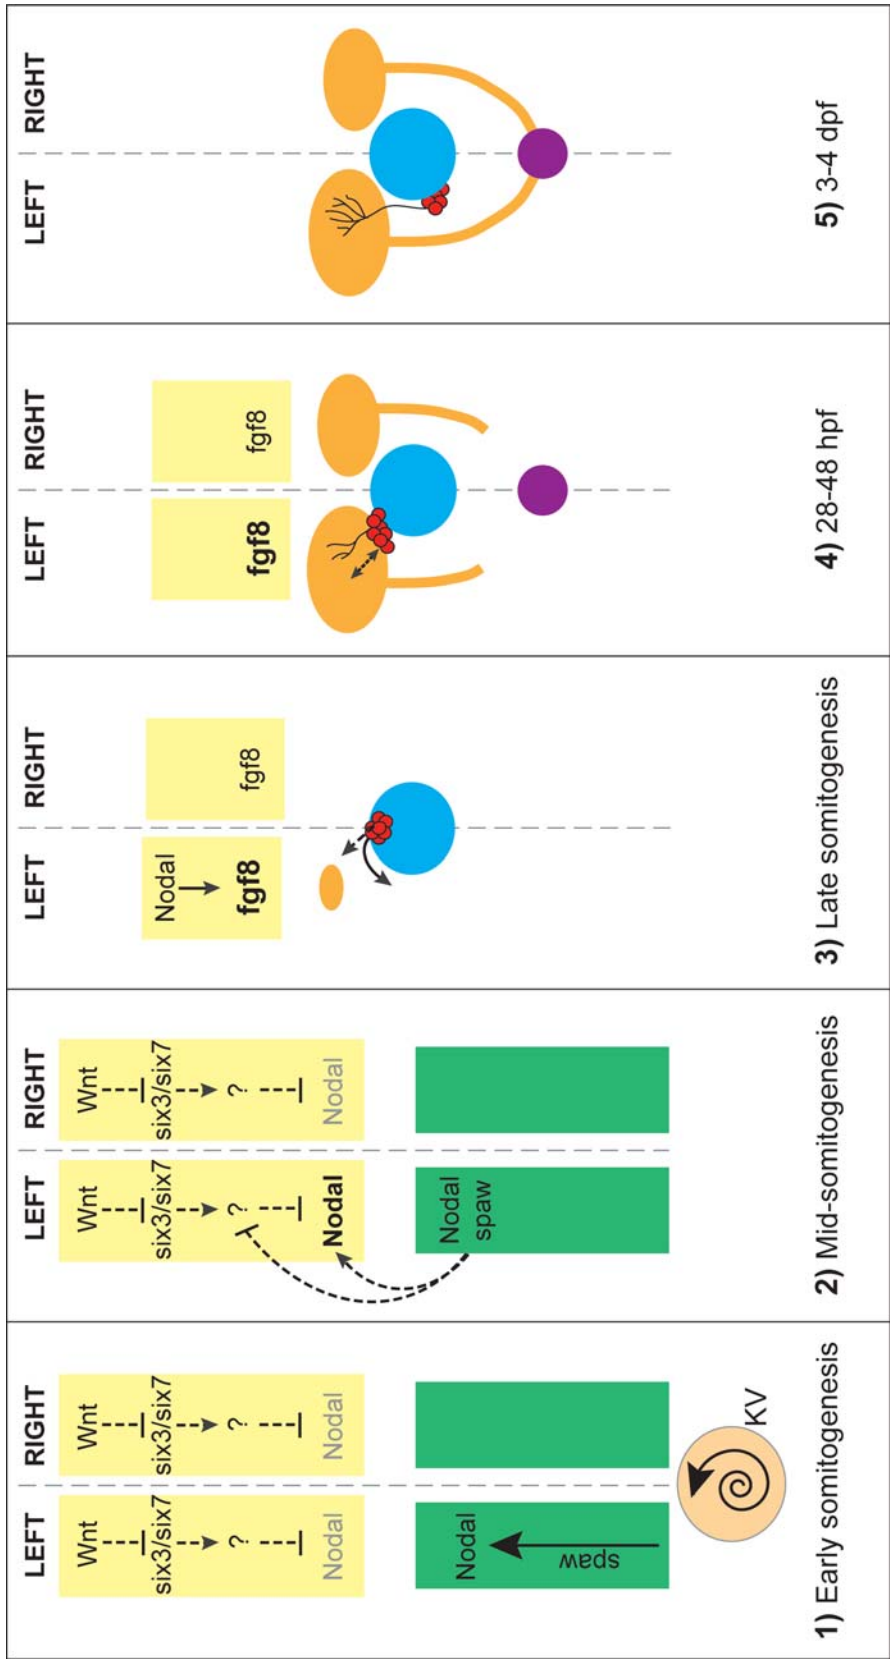 LEFT RIGHT
Wnt Wnt
six3/six7 six3/six7
? ?
Nodal Nodal
Nodal
spaw
KV
1) Early somitogenesis
LEFT RIGHT
Wnt Wnt
six3/six7 six3/six7
? ?
Nodal Nodal
Nodal
spaw
2) Mid-somitogenesis
LEFT RIGHT
Nodal
fgf8 fgf8
3) Late somitogenesis
LEFT RIGHT
fgf8 fgf8
4) 28-48 hpf
LEFT RIGHT
5) 3-4 dpf